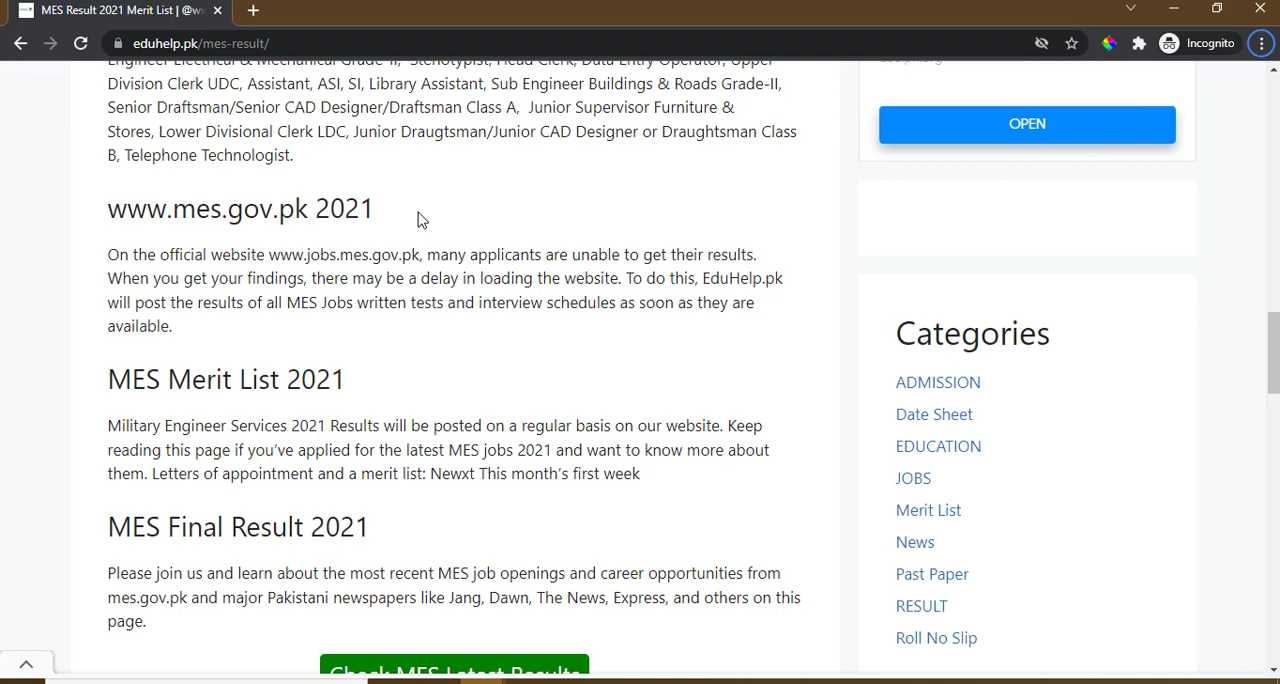 MES Result 2021 Merit List | @w
eduhelp.pk/mes-result/
Incognito
Engineer Electrical & Mechanical Grade-II, Stenotypist, Head Clerk, Data Entry Operator, Upper
Division Clerk UDC, Assistant, ASI, SI, Library Assistant, Sub Engineer Buildings & Roads Grade-II,
Senior Draftsman/Senior CAD Designer/Draftsman Class A, Junior Supervisor Furniture &
Stores, Lower Divisional Clerk LDC, Junior Draugtsman/Junior CAD Designer or Draughtsman Class
B, Telephone Technologist.
www.mes.gov.pk 2021
On the official website www.jobs.mes.gov.pk, many applicants are unable to get their results.
When you get your findings, there may be a delay in loading the website. To do this, EduHelp.pk
will post the results of all MES Jobs written tests and interview schedules as soon as they are
available.
MES Merit List 2021
Military Engineer Services 2021 Results will be posted on a regular basis on our website. Keep
reading this page if you've applied for the latest MES jobs 2021 and want to know more about
them. Letters of appointment and a merit list: Newxt This month's first week
MES Final Result 2021
Please join us and learn about the most recent MES job openings and career opportunities from
mes.gov.pk and major Pakistani newspapers like Jang, Dawn, The News, Express, and others on this
page.
Check MES Latest Results
OPEN
Categories
ADMISSION
Date Sheet
EDUCATION
JOBS
Merit List
News
Past Paper
RESULT
Roll No Slip